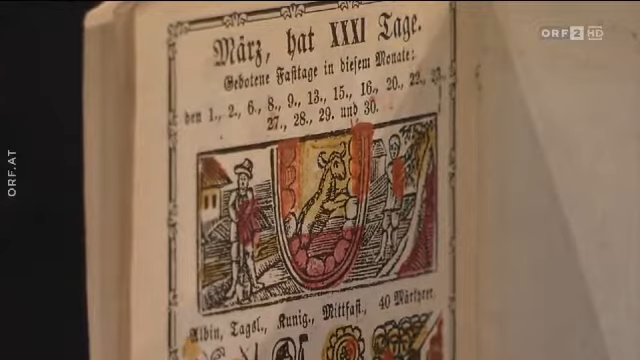 ORF 2 HD
ORF.AT
März, hat XXXI Tage.
Gebotene Fasttage in diesem Monate:
den 1., 2., 6., 8., 9., 13., 15., 16., 20., 22., 23.,
27., 28., 29. und 30.
Albin, Tagsl., Kunig., Mittfast., 40 Märtyrer.